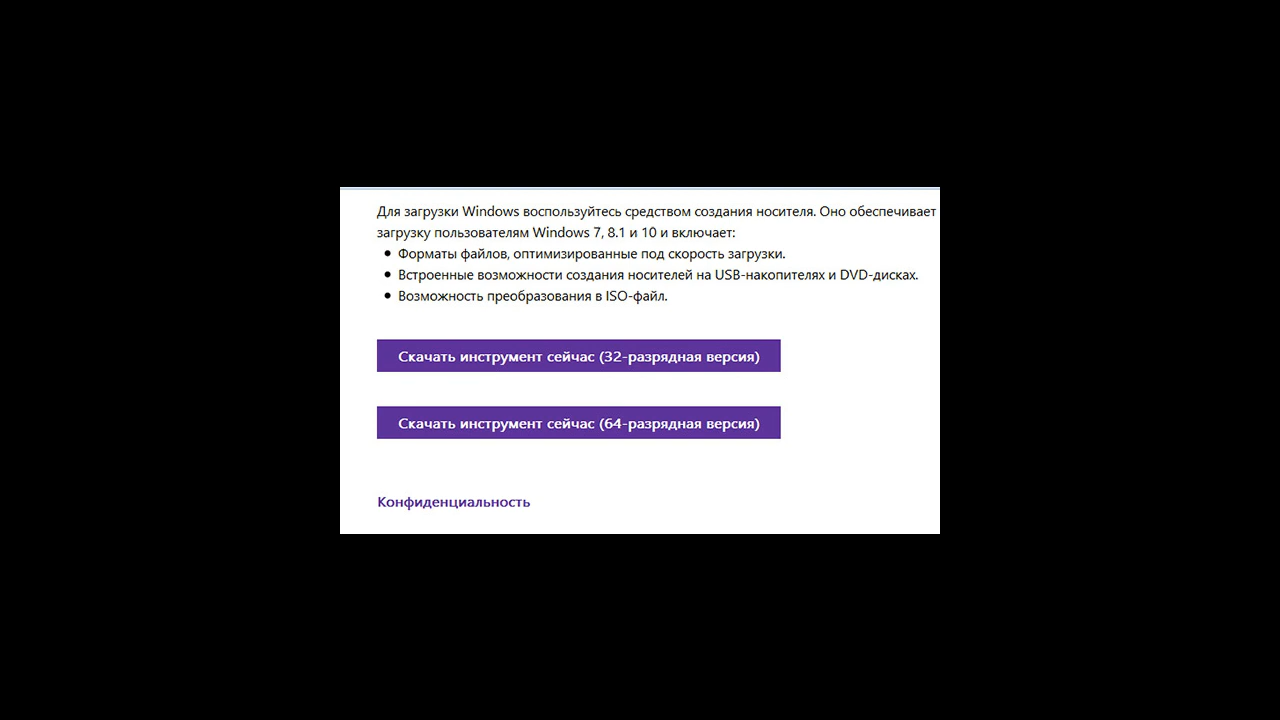 Для загрузки Windows воспользуйтесь средством создания носителя. Оно обеспечивает
загрузку пользователям Windows 7, 8.1 и 10 и включает:
● Форматы файлов, оптимизированные под скорость загрузки.
● Встроенные возможности создания носителей на USB-накопителях и DVD-дисках.
● Возможность преобразования в ISO-файл.
Скачать инструмент сейчас (32-разрядная версия)
Скачать инструмент сейчас (64-разрядная версия)
Конфиденциальность